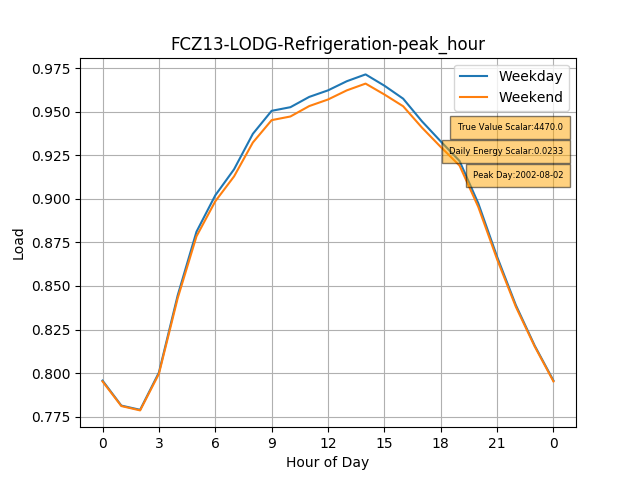 FCZ13-LODG-Refrigeration-peak_hour
Load
0.975
0.950
0.925
0.900
0.875
0.850
0.825
0.800
0.775
Weekday
Weekend
True Value Scalar:4470.0
Daily Energy Scalar:0.0233
Peak Day:2002-08-02
0 3 6 9 12 15 18 21 0
Hour of Day